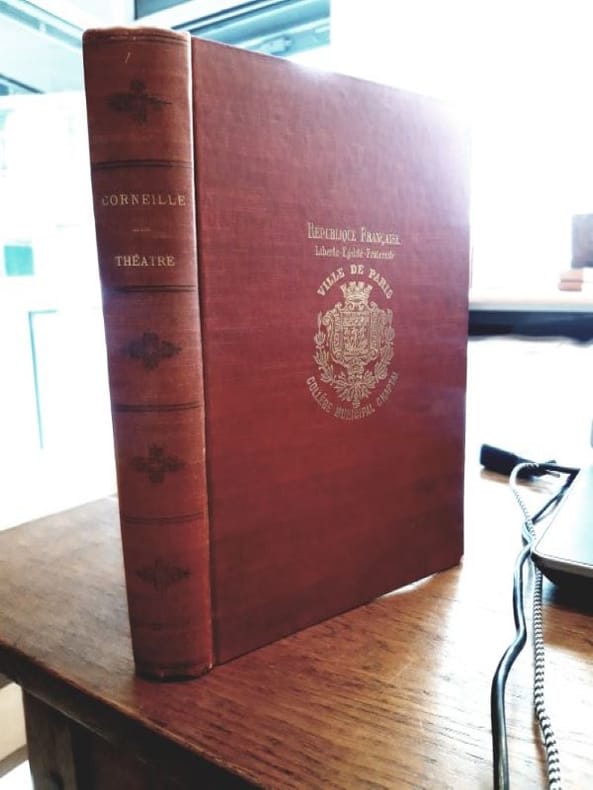 CORNEILLE
THÉATRE
RÉPUBLIQUE FRANÇAISE
Liberté-Égalité-Fraternité
VILLE DE PARIS
COLLÈGE MUNICIPAL CHAPTAL